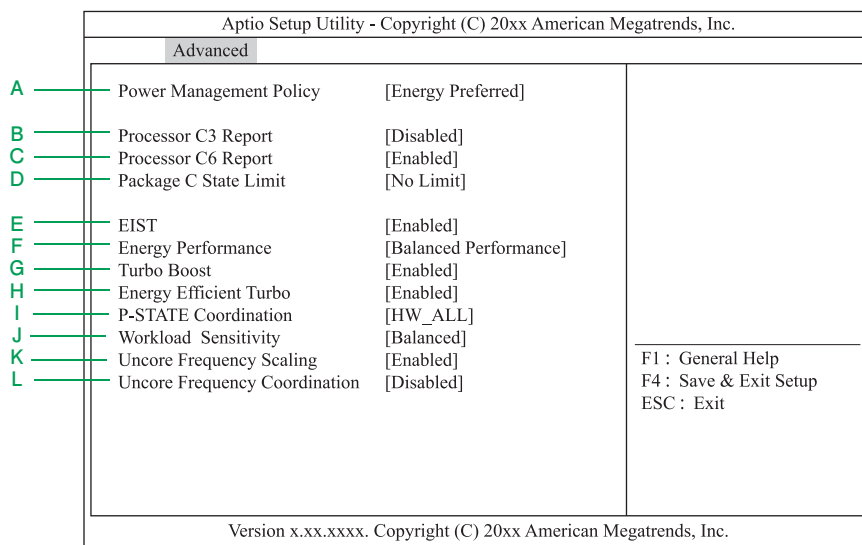 Aptio Setup Utility - Copyright (C) 20xx American Megatrends, Inc.
Advanced
A Power Management Policy [Energy Preferred]
B Processor C3 Report [Disabled]
C Processor C6 Report [Enabled]
D Package C State Limit [No Limit]
E EIST [Enabled]
F Energy Performance [Balanced Performance]
G Turbo Boost [Enabled]
H Energy Efficient Turbo [Enabled]
I P-STATE Coordination [HW_ALL]
J Workload Sensitivity [Balanced]
K Uncore Frequency Scaling [Enabled]
L Uncore Frequency Coordination [Disabled]
F1 : General Help
F4 : Save & Exit Setup
ESC : Exit
Version x.xx.xxxx. Copyright (C) 20xx American Megatrends, Inc.